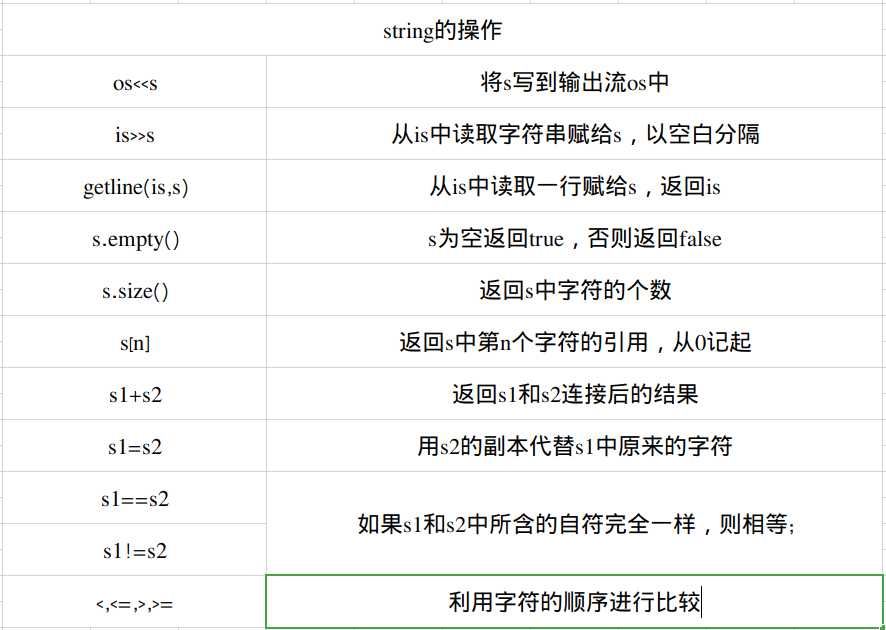 string的操作
os<<s
将s写到输出流os中
is>>s
从is中读取字符串赋给s，以空白分隔
getline(is,s)
从is中读取一行赋给s，返回is
s.empty()
s为空返回true，否则返回false
s.size()
返回s中字符的个数
s[n]
返回s中第n个字符的引用，从0记起
s1+s2
返回s1和s2连接后的结果
s1=s2
用s2的副本代替s1中原来的字符
s1==s2
如果s1和s2中所含的自符完全一样，则相等；
s1!=s2
<,<=,>,>=
利用字符的顺序进行比较